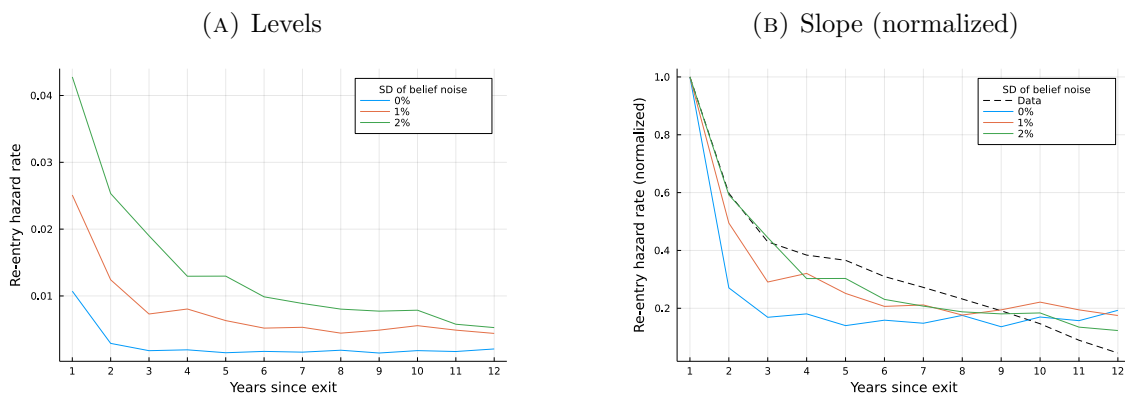 (A) Levels
Re-entry hazard rate
0.04
0.03
0.02
0.01
SD of belief noise
0%
1%
2%
1 2 3 4 5 6 7 8 9 10 11 12
Years since exit
(B) Slope (normalized)
Re-entry hazard rate (normalized)
1.0
0.8
0.6
0.4
0.2
SD of belief noise
Data
0%
1%
2%
1 2 3 4 5 6 7 8 9 10 11 12
Years since exit